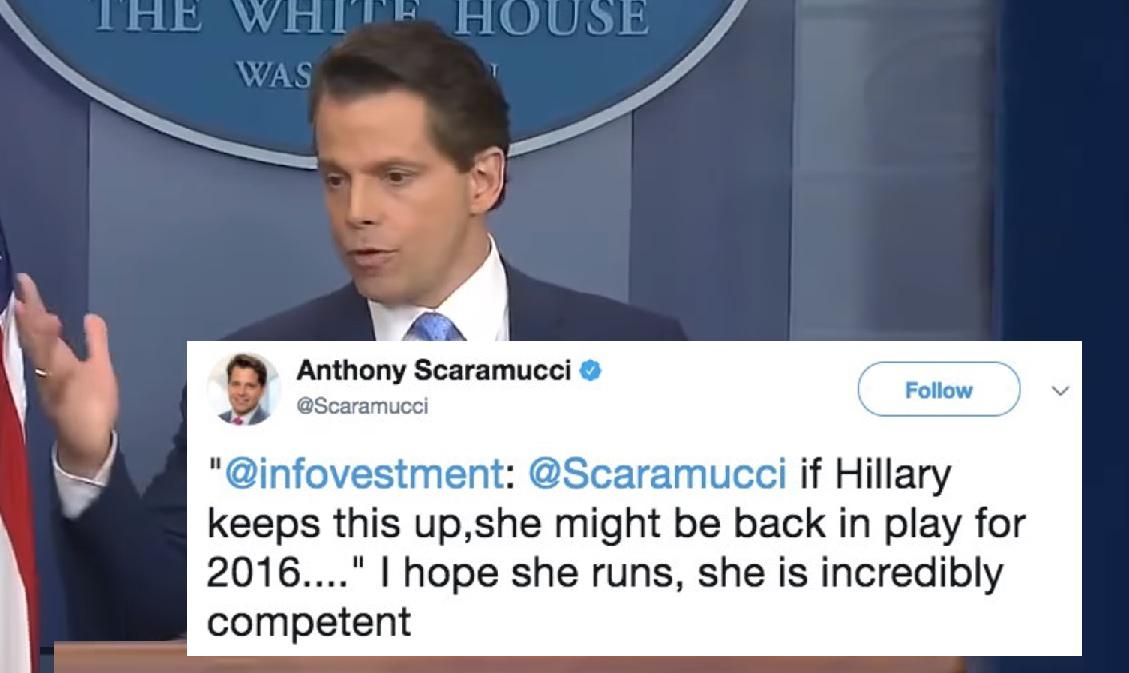 THE WHITE HOUSE
WAS
Anthony Scaramucci
@Scaramucci
Follow
"@infovestment: @Scaramucci if Hillary
keeps this up,she might be back in play for
2016...." I hope she runs, she is incredibly
competent